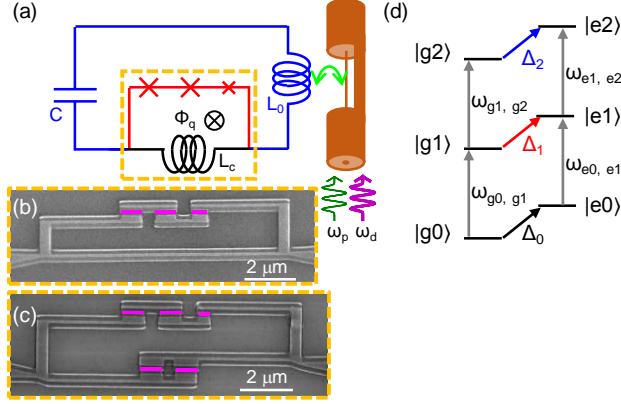 (a)
C
Φq
Lc
L0
ωp
ωd
(b)
2 μm
(c)
2 μm
(d)
|g2⟩
|e2⟩
Δ2
ωg1, g2
ωe1, e2
|g1⟩
|e1⟩
Δ1
ωg0, g1
ωe0, e1
|g0⟩
|e0⟩
Δ0